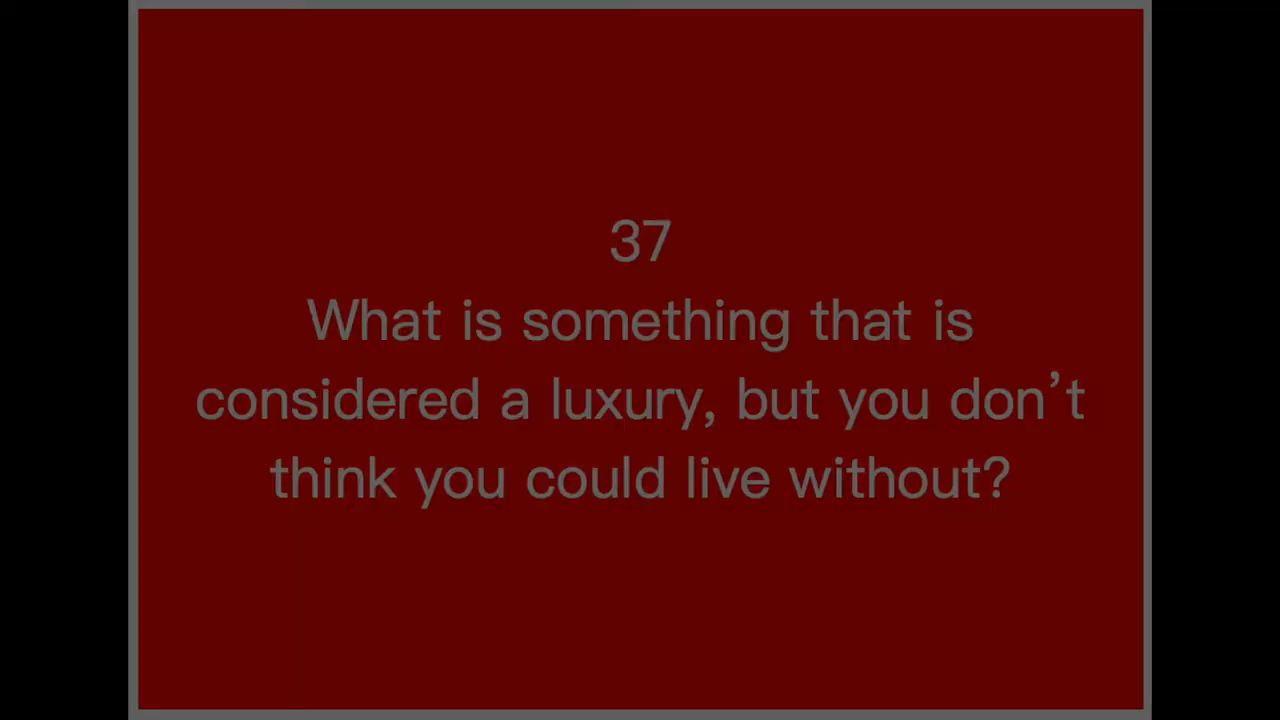 37
What is something that is
considered a luxury, but you don’t
think you could live without?